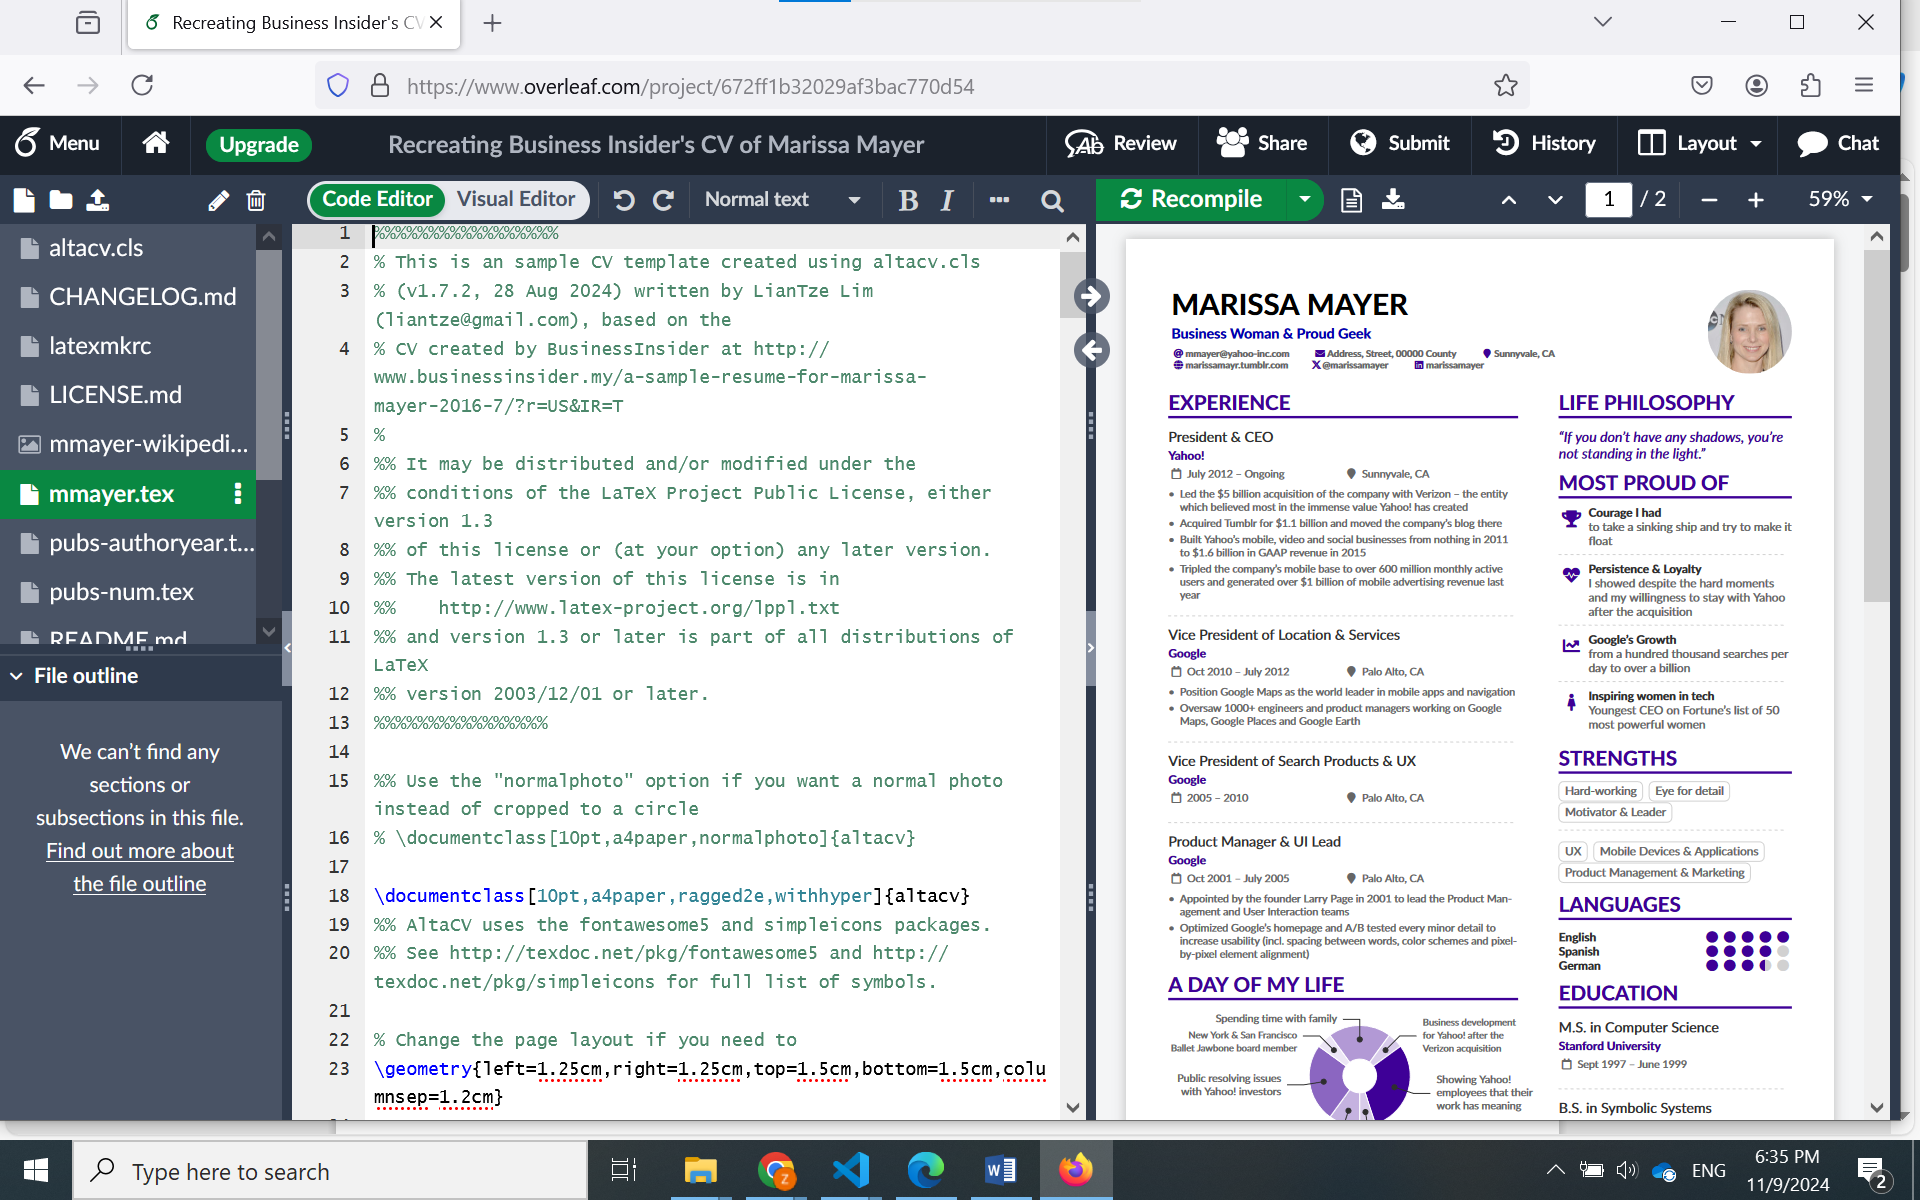 Recreating Business Insider's CV
https://www.overleaf.com/project/672ff1b32029af3bac770d54
Menu
Upgrade
Recreating Business Insider's CV of Marissa Mayer
Review
Share
Submit
History
Layout
Chat
Code Editor
Visual Editor
Normal text
B
I
Recompile
1 / 2
59%
altacv.cls
CHANGELOG.md
latexmkrc
LICENSE.md
mmayer-wikipedi...
mmayer.tex
pubs-authoryear.t...
pubs-num.tex
README.md
File outline
We can't find any
sections or
subsections in this file.
Find out more about
the file outline
1 %%%%%%%%%%%%%%%%%
2 % This is an sample CV template created using altacv.cls
3 % (v1.7.2, 28 Aug 2024) written by LianTze Lim
(liantze@gmail.com), based on the
4 % CV created by BusinessInsider at http://
www.businessinsider.my/a-sample-resume-for-marissa-
mayer-2016-7/?r=US&IR=T
5 %
6 %% It may be distributed and/or modified under the
7 %% conditions of the LaTeX Project Public License, either
version 1.3
8 %% of this license or (at your option) any later version.
9 %% The latest version of this license is in
10 %%    http://www.latex-project.org/lppl.txt
11 %% and version 1.3 or later is part of all distributions of
LaTeX
12 %% version 2003/12/01 or later.
13 %%%%%%%%%%%%%%%%
14
15 %% Use the "normalphoto" option if you want a normal photo
instead of cropped to a circle
16 % \documentclass[10pt,a4paper,normalphoto]{altacv}
17
18 \documentclass[10pt,a4paper,ragged2e,withhyper]{altacv}
19 %% AltaCV uses the fontawesome5 and simpleicons packages.
20 %% See http://texdoc.net/pkg/fontawesome5 and http://
texdoc.net/pkg/simpleicons for full list of symbols.
21
22 % Change the page layout if you need to
23 \geometry{left=1.25cm,right=1.25cm,top=1.5cm,bottom=1.5cm,colu
mnsep=1.2cm}
MARISSA MAYER
Business Woman & Proud Geek
@ mmayer@yahoo-inc.com
Address, Street, 00000 County
Sunnyvale, CA
marissamayr.tumblr.com
@marissamayer
marissamayer
EXPERIENCE
President & CEO
Yahoo!
July 2012 – Ongoing
Sunnyvale, CA
• Led the $5 billion acquisition of the company with Verizon – the entity
which believed most in the immense value Yahoo! has created
• Acquired Tumblr for $1.1 billion and moved the company's blog there
• Built Yahoo's mobile, video and social businesses from nothing in 2011
to $1.6 billion in GAAP revenue in 2015
• Tripled the company's mobile base to over 600 million monthly active
users and generated over $1 billion of mobile advertising revenue last
year
Vice President of Location & Services
Google
Oct 2010 – July 2012
Palo Alto, CA
• Position Google Maps as the world leader in mobile apps and navigation
• Oversaw 1000+ engineers and product managers working on Google
Maps, Google Places and Google Earth
Vice President of Search Products & UX
Google
2005 – 2010
Palo Alto, CA
Product Manager & UI Lead
Google
Oct 2001 – July 2005
Palo Alto, CA
• Appointed by the founder Larry Page in 2001 to lead the Product Man-
agement and User Interaction teams
• Optimized Google's homepage and A/B tested every minor detail to
increase usability (incl. spacing between words, color schemes and pixel-
by-pixel element alignment)
A DAY OF MY LIFE
Spending time with family
New York & San Francisco
Ballet Jawbone board member
Public resolving issues
with Yahoo! investors
Business development
for Yahoo! after the
Verizon acquisition
Showing Yahoo!
employees that their
work has meaning
LIFE PHILOSOPHY
“If you don't have any shadows, you're
not standing in the light.”
MOST PROUD OF
Courage I had
to take a sinking ship and try to make it
float
Persistence & Loyalty
I showed despite the hard moments
and my willingness to stay with Yahoo
after the acquisition
Google's Growth
from a hundred thousand searches per
day to over a billion
Inspiring women in tech
Youngest CEO on Fortune's list of 50
most powerful women
STRENGTHS
Hard-working
Eye for detail
Motivator & Leader
UX
Mobile Devices & Applications
Product Management & Marketing
LANGUAGES
English
Spanish
German
EDUCATION
M.S. in Computer Science
Stanford University
Sept 1997 – June 1999
B.S. in Symbolic Systems
Type here to search
ENG
6:35 PM
11/9/2024
2